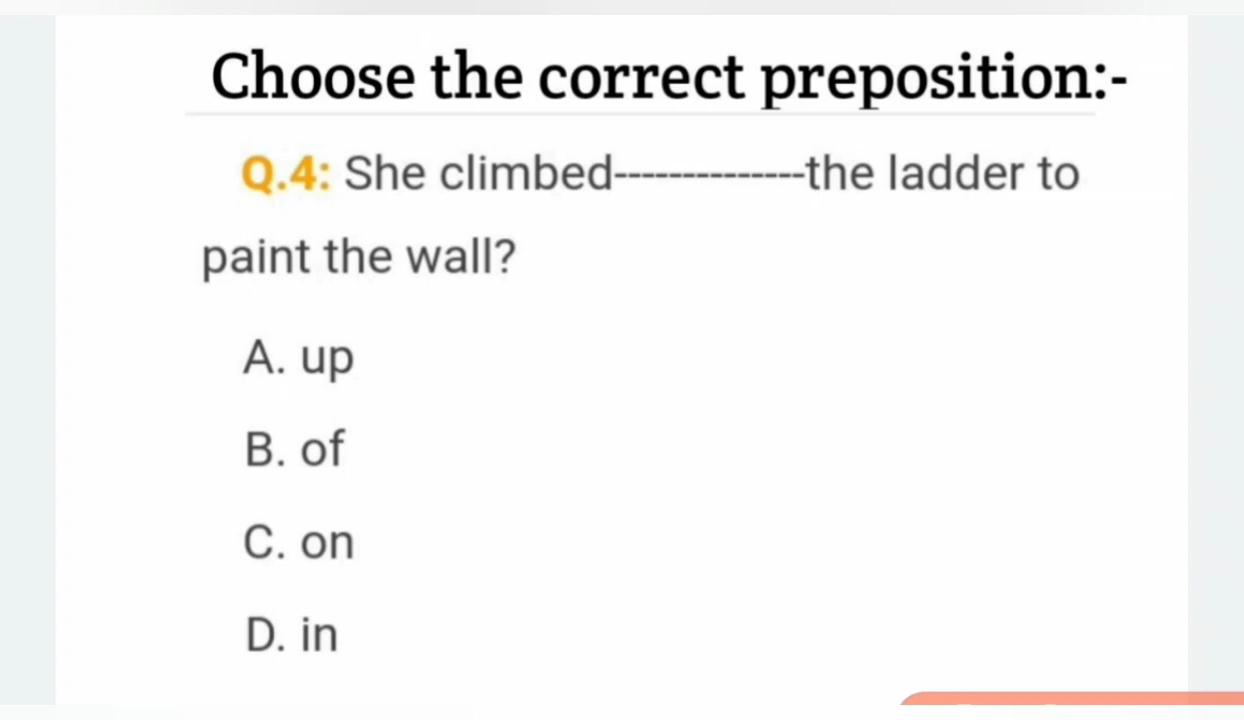 Choose the correct preposition:-
Q.4: She climbed--------------the ladder to
paint the wall?
A. up
B. of
C. on
D. in